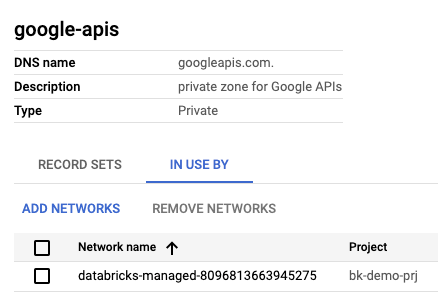 google-apis
DNS name googleapis.com.
Description private zone for Google APIs
Type Private
RECORD SETS IN USE BY
ADD NETWORKS REMOVE NETWORKS
Network name Project
databricks-managed-8096813663945275 bk-demo-prj